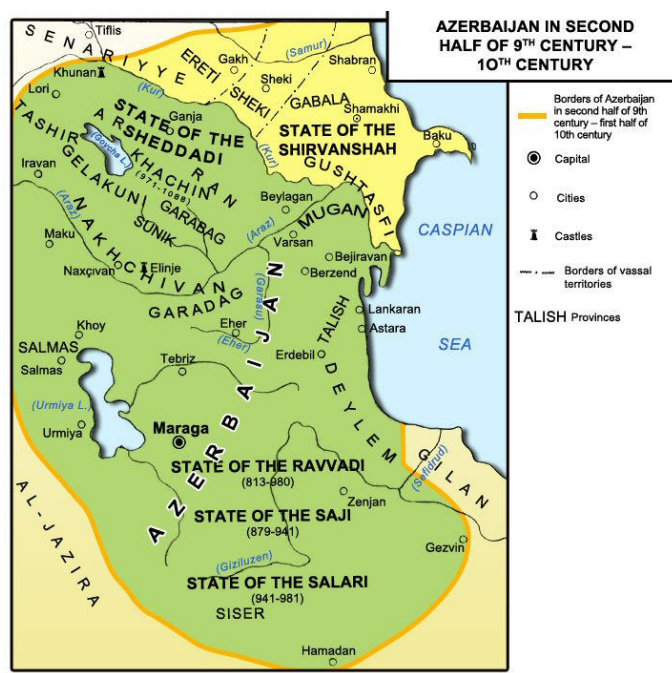 AZERBAIJAN IN SECOND
HALF OF 9TH CENTURY –
1OTH CENTURY
Borders of Azerbaijan
in second half of 9th
century – first half of
10th century
Capital
Cities
Castles
Borders of vassal
territories
TALISH Provinces
Tiflis
SENARIYYE
Khunan
(Kur)
Lori
ERETI
Gakh
(Samur)
Shabran
Sheki
SHEKI
GABALA
Shamakhi
STATE OF THE
SHIRVANSHAH
Baku
GUSHTASFI
(Kur)
STATE OF THE
SHEDDADI
(971-1088)
Ganja
ARRAN
TASHIR
(Goycha L.)
KHACHIN
GELAKUNI
Iravan
GARABAG
SUNIK
Beylagan
MUGAN
(Araz)
Varsan
(Araz)
NAKHCHIVAN
Maku
Naxçıvan
Elinje
Bejiravan
Berzend
CASPIAN
SEA
GARADAG
(Garasu)
Lankaran
Astara
TALISH
Eher
(Eher)
Khoy
SALMAS
Salmas
Tebriz
Erdebil
AZERBAIJAN
DEYLEM
(Urmiya L.)
Urmiya
Maraga
GILAN
(Sefidrud)
STATE OF THE RAVVADI
(813-980)
Zenjan
AL-JAZIRA
STATE OF THE SAJI
(879-941)
Gezvin
(Giziluzen)
STATE OF THE SALARI
(941-981)
SISER
Hamadan